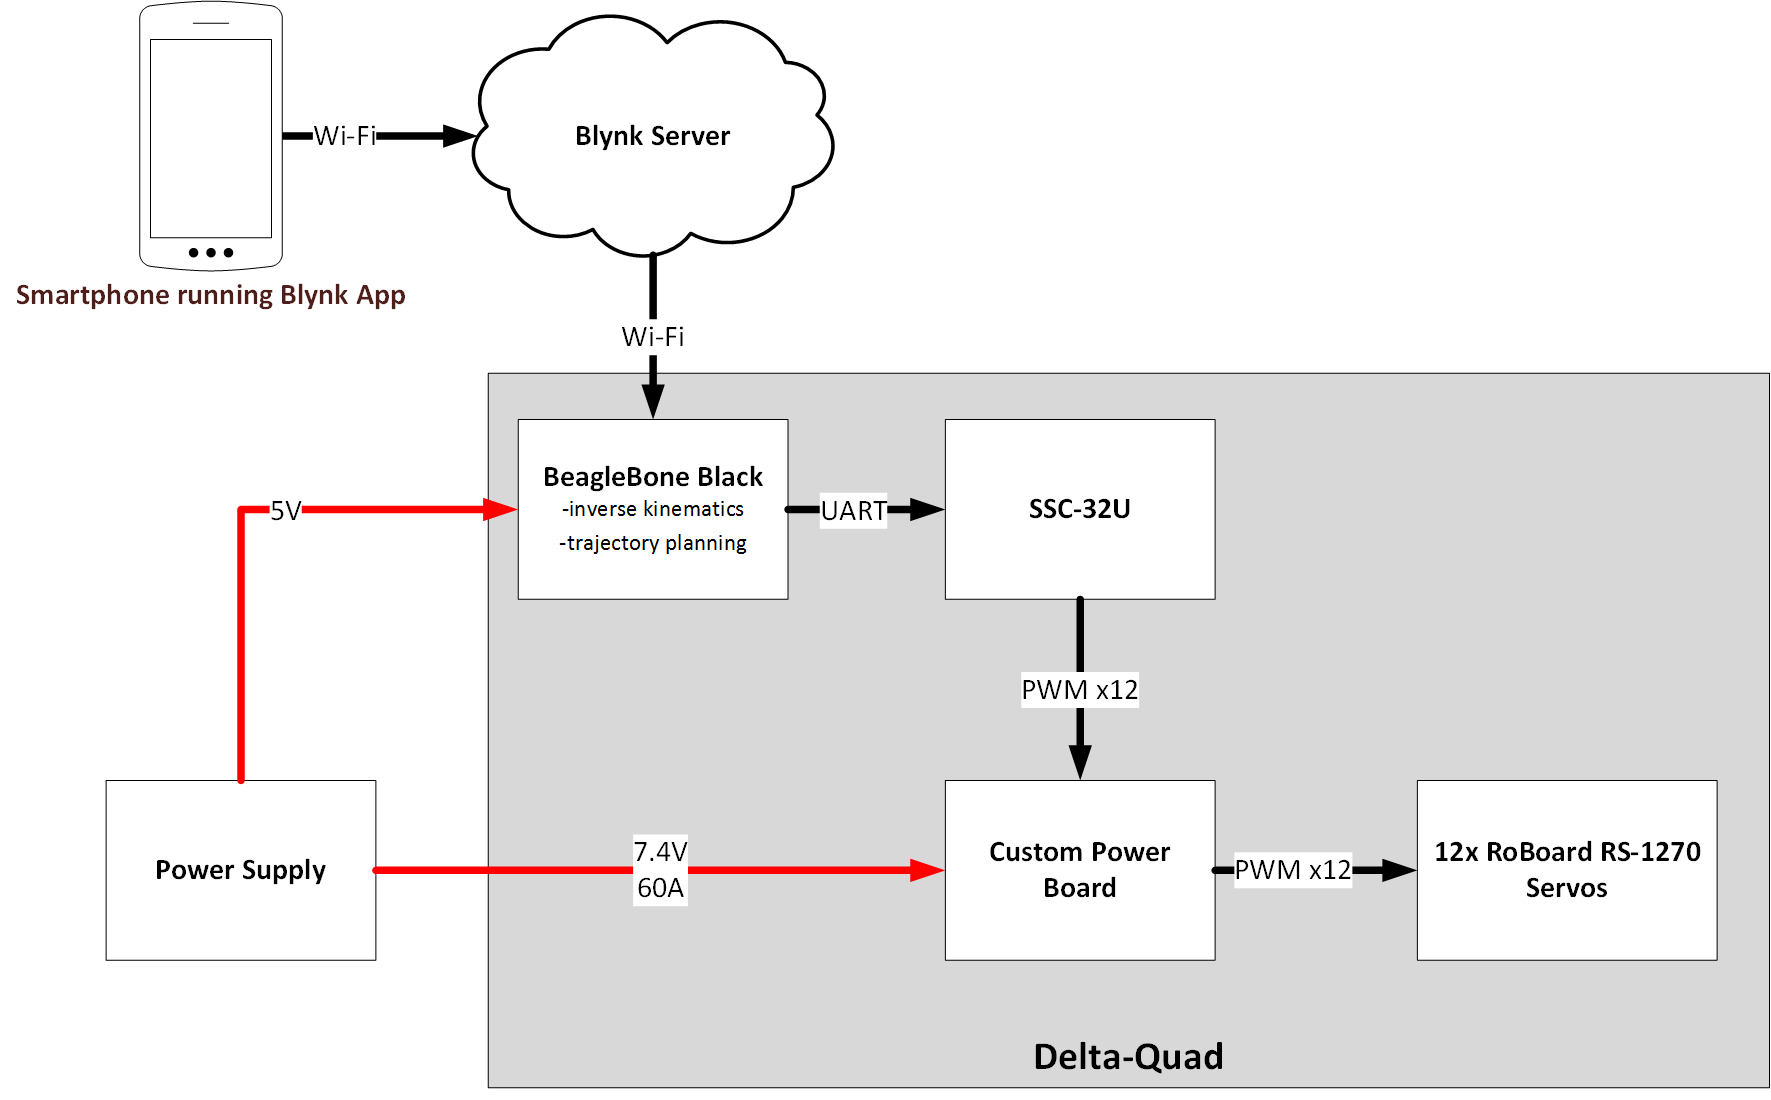 Wi-Fi
Blynk Server
Smartphone running Blynk App
Wi-Fi
BeagleBone Black
-inverse kinematics
-trajectory planning
5V
UART
SSC-32U
PWM x12
Power Supply
7.4V
60A
Custom Power
Board
PWM x12
12x RoBoard RS-1270
Servos
Delta-Quad